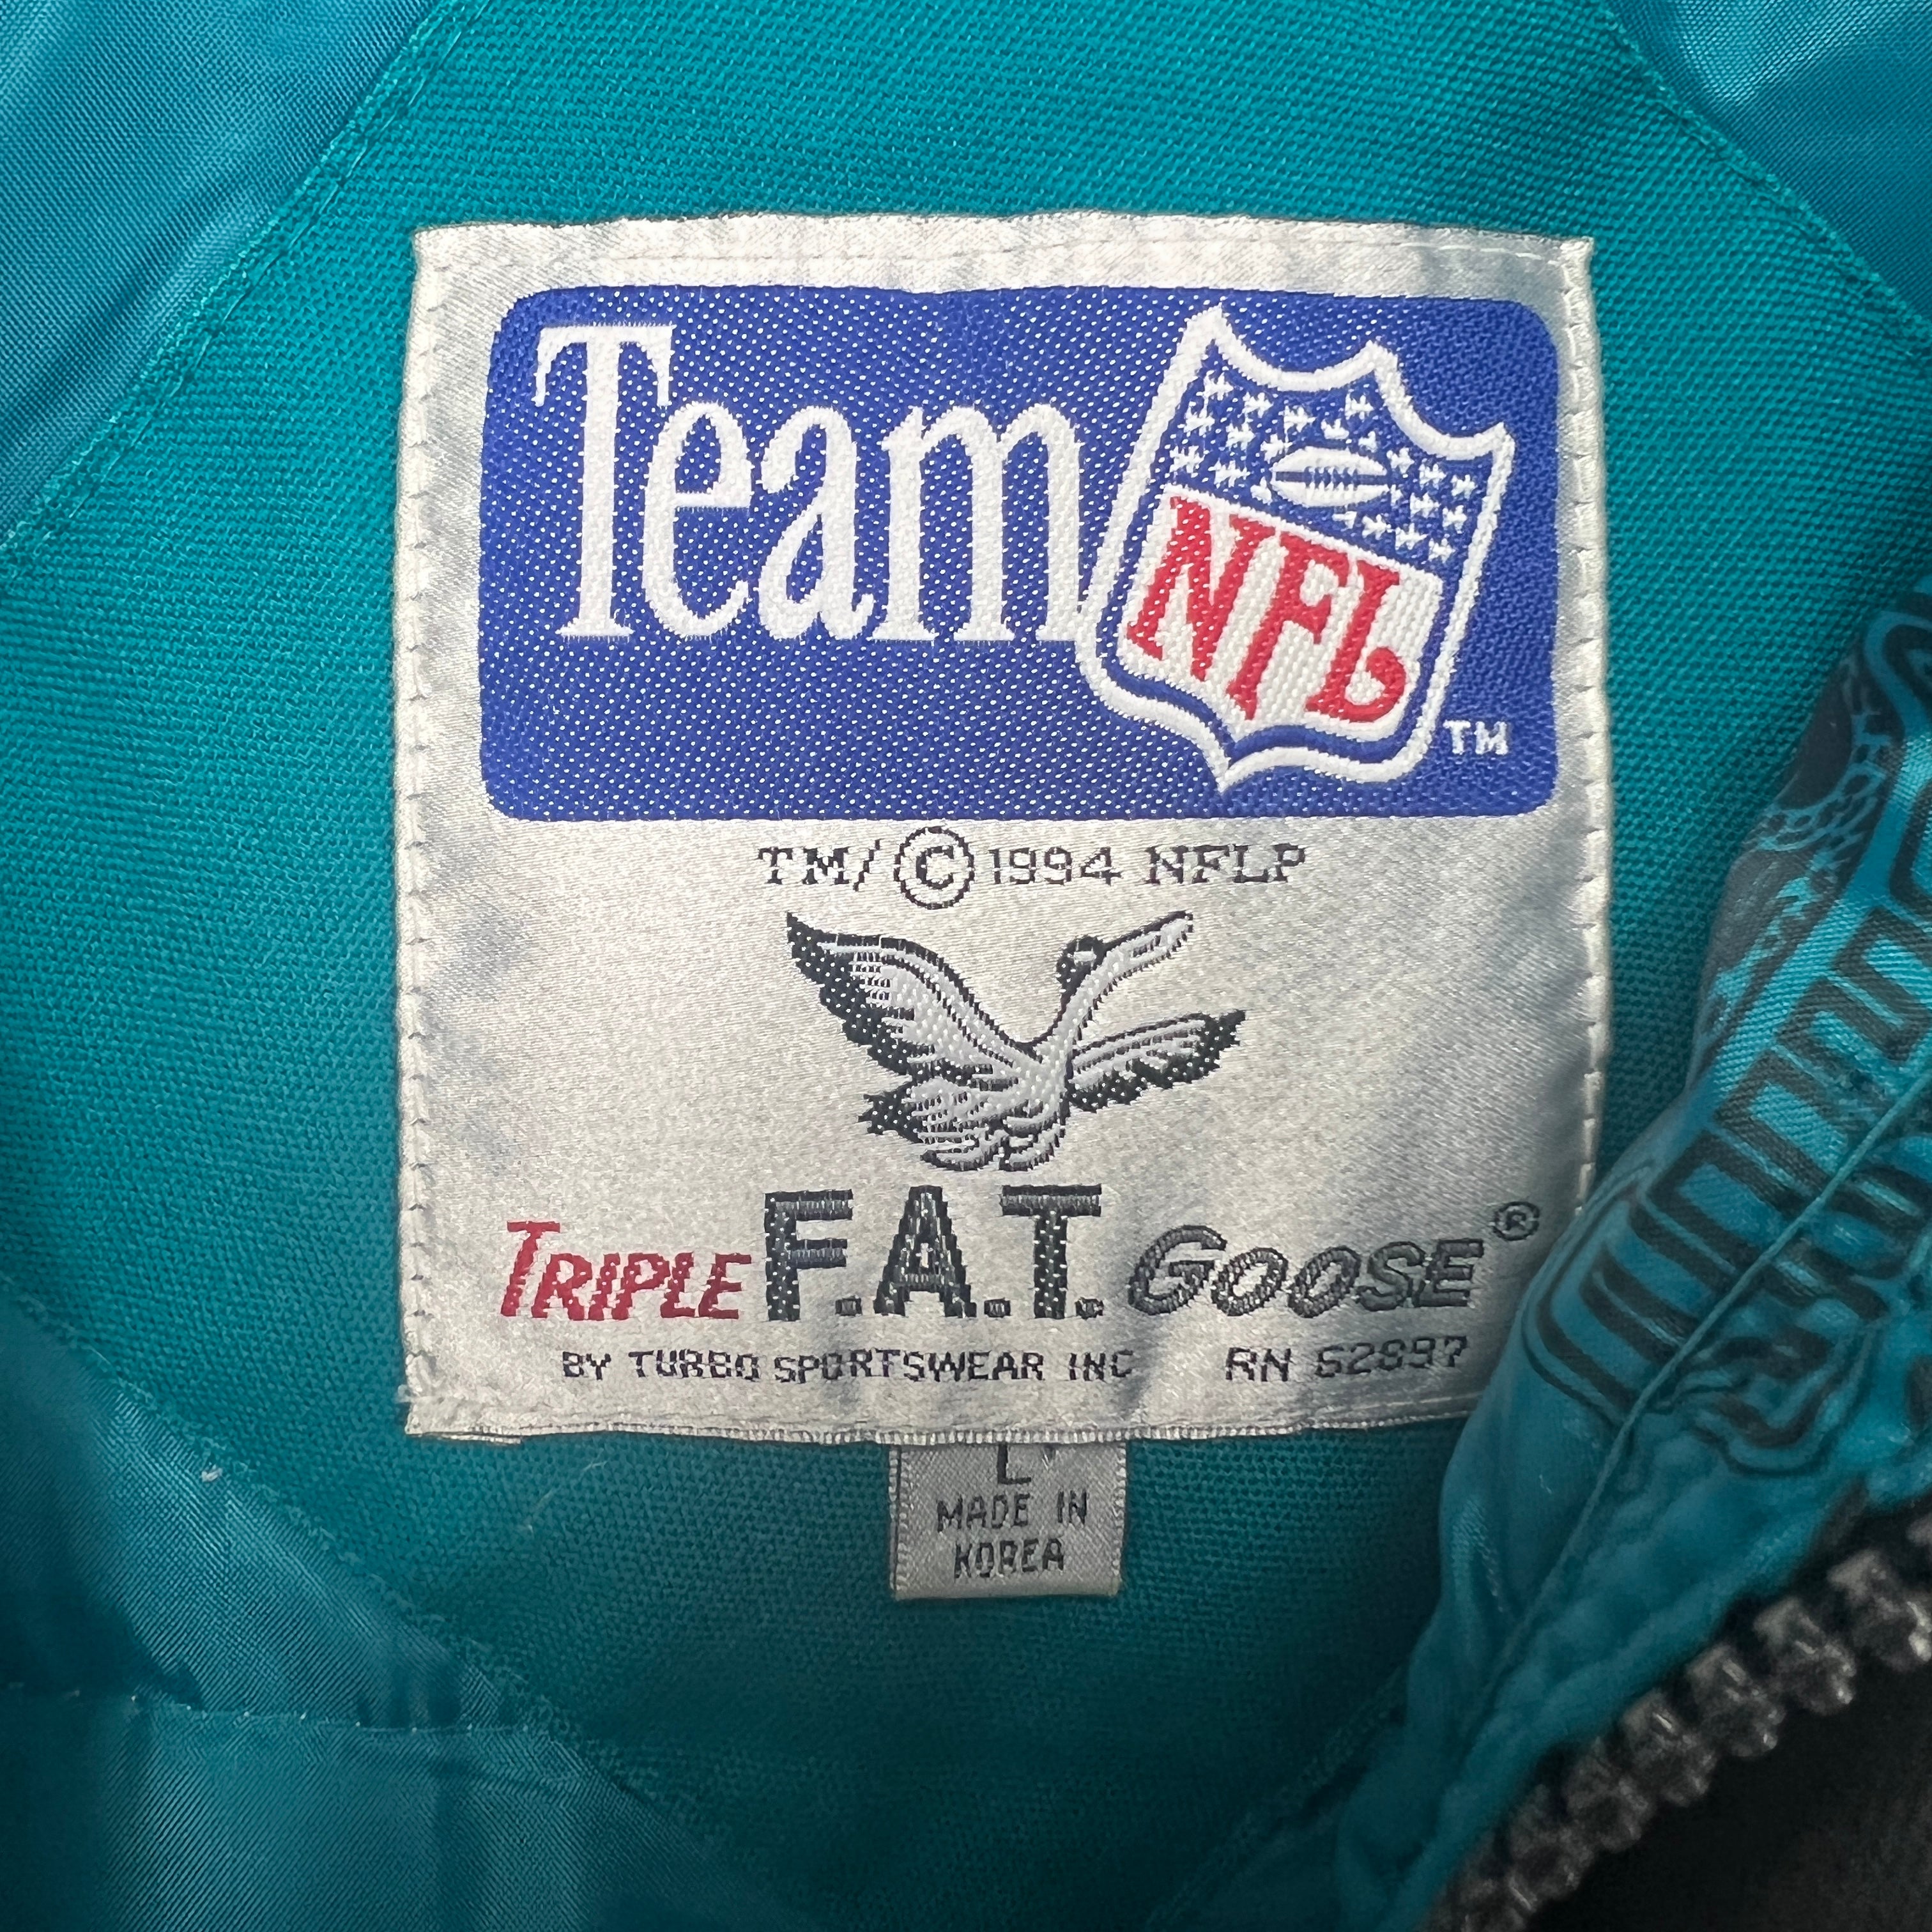 Team NFL TM
TM/© 1994 NFLP
TRIPLE F.A.T. GOOSE ®
BY TURBO SPORTSWEAR INC RN 62897
L
MADE IN
KOREA